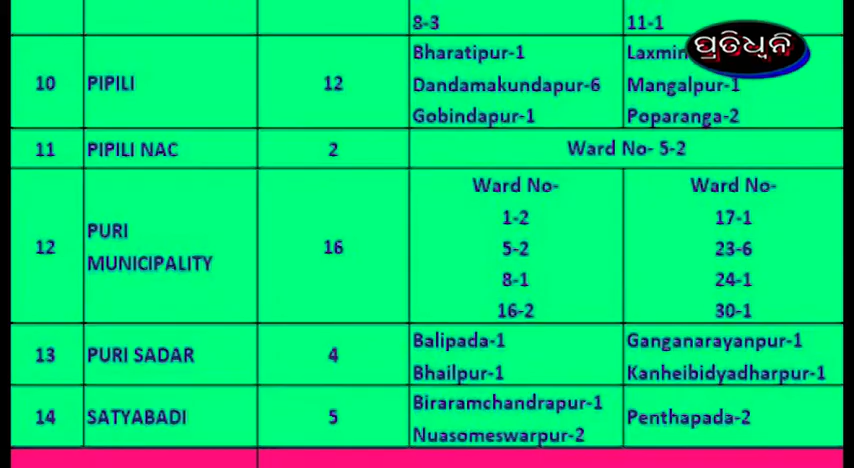 8-3 11-1
ପ୍ରତିଧ୍ୱନି
10 PIPILI 12
Bharatipur-1
Dandamakundapur-6 Mangalpur-1
Gobindapur-1 Poparanga-2
11 PIPILI NAC 2 Ward No- 5-2
12 PURI MUNICIPALITY 16
Ward No- Ward No-
1-2 17-1
5-2 23-6
8-1 24-1
16-2 30-1
13 PURI SADAR 4
Balipada-1 Ganganarayanpur-1
Bhailpur-1 Kanheibidyadharpur-1
14 SATYABADI 5
Biraramchandrapur-1 Penthapada-2
Nuasomeswarpur-2